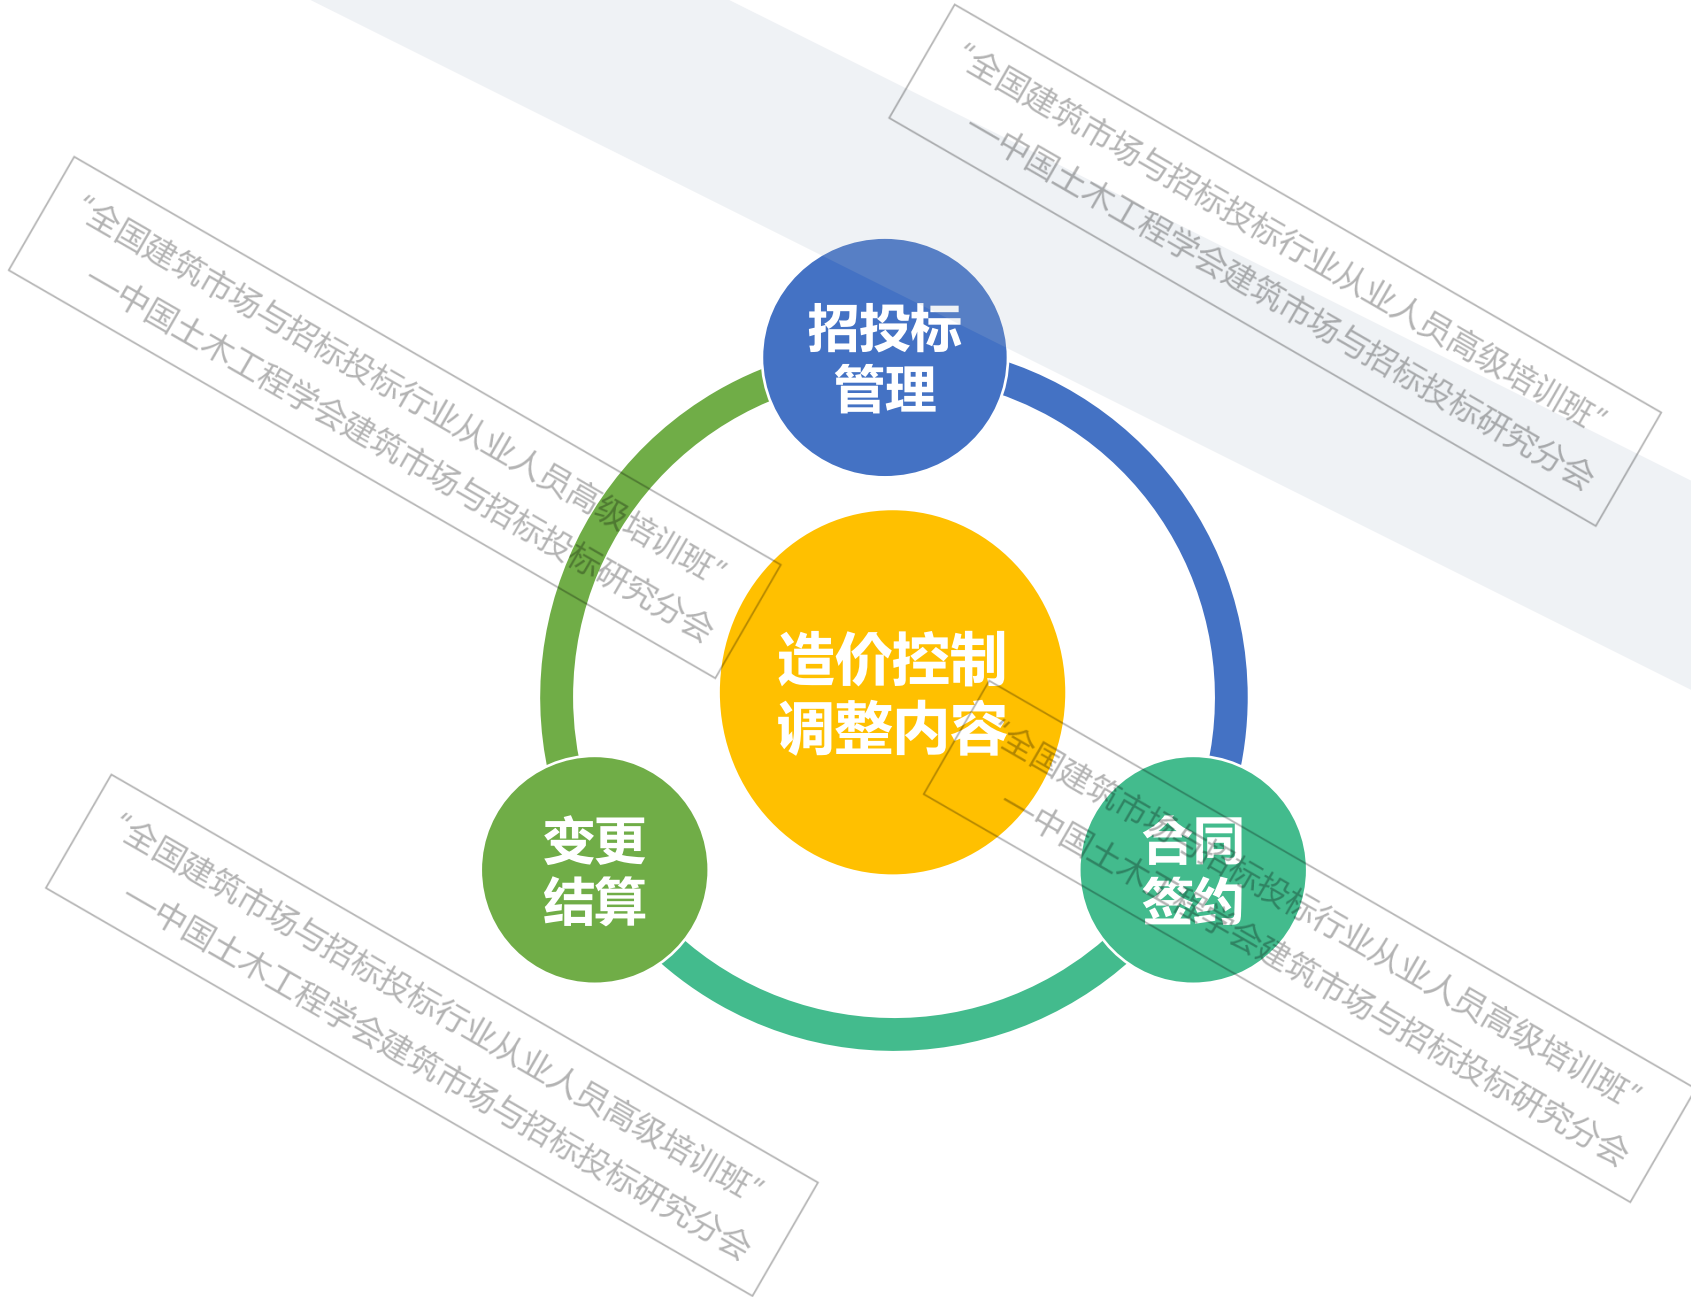 "全国建筑市场与招标投标行业从业人员高级培训班"
—中国土木工程学会建筑市场与招标投标研究分会
"全国建筑市场与招标投标行业从业人员高级培训班"
—中国土木工程学会建筑市场与招标投标研究分会
招投标
管理
造价控制
调整内容
变更
结算
合同
签约
"全国建筑市场与招标投标行业从业人员高级培训班"
—中国土木工程学会建筑市场与招标投标研究分会
"全国建筑市场与招标投标行业从业人员高级培训班"
—中国土木工程学会建筑市场与招标投标研究分会